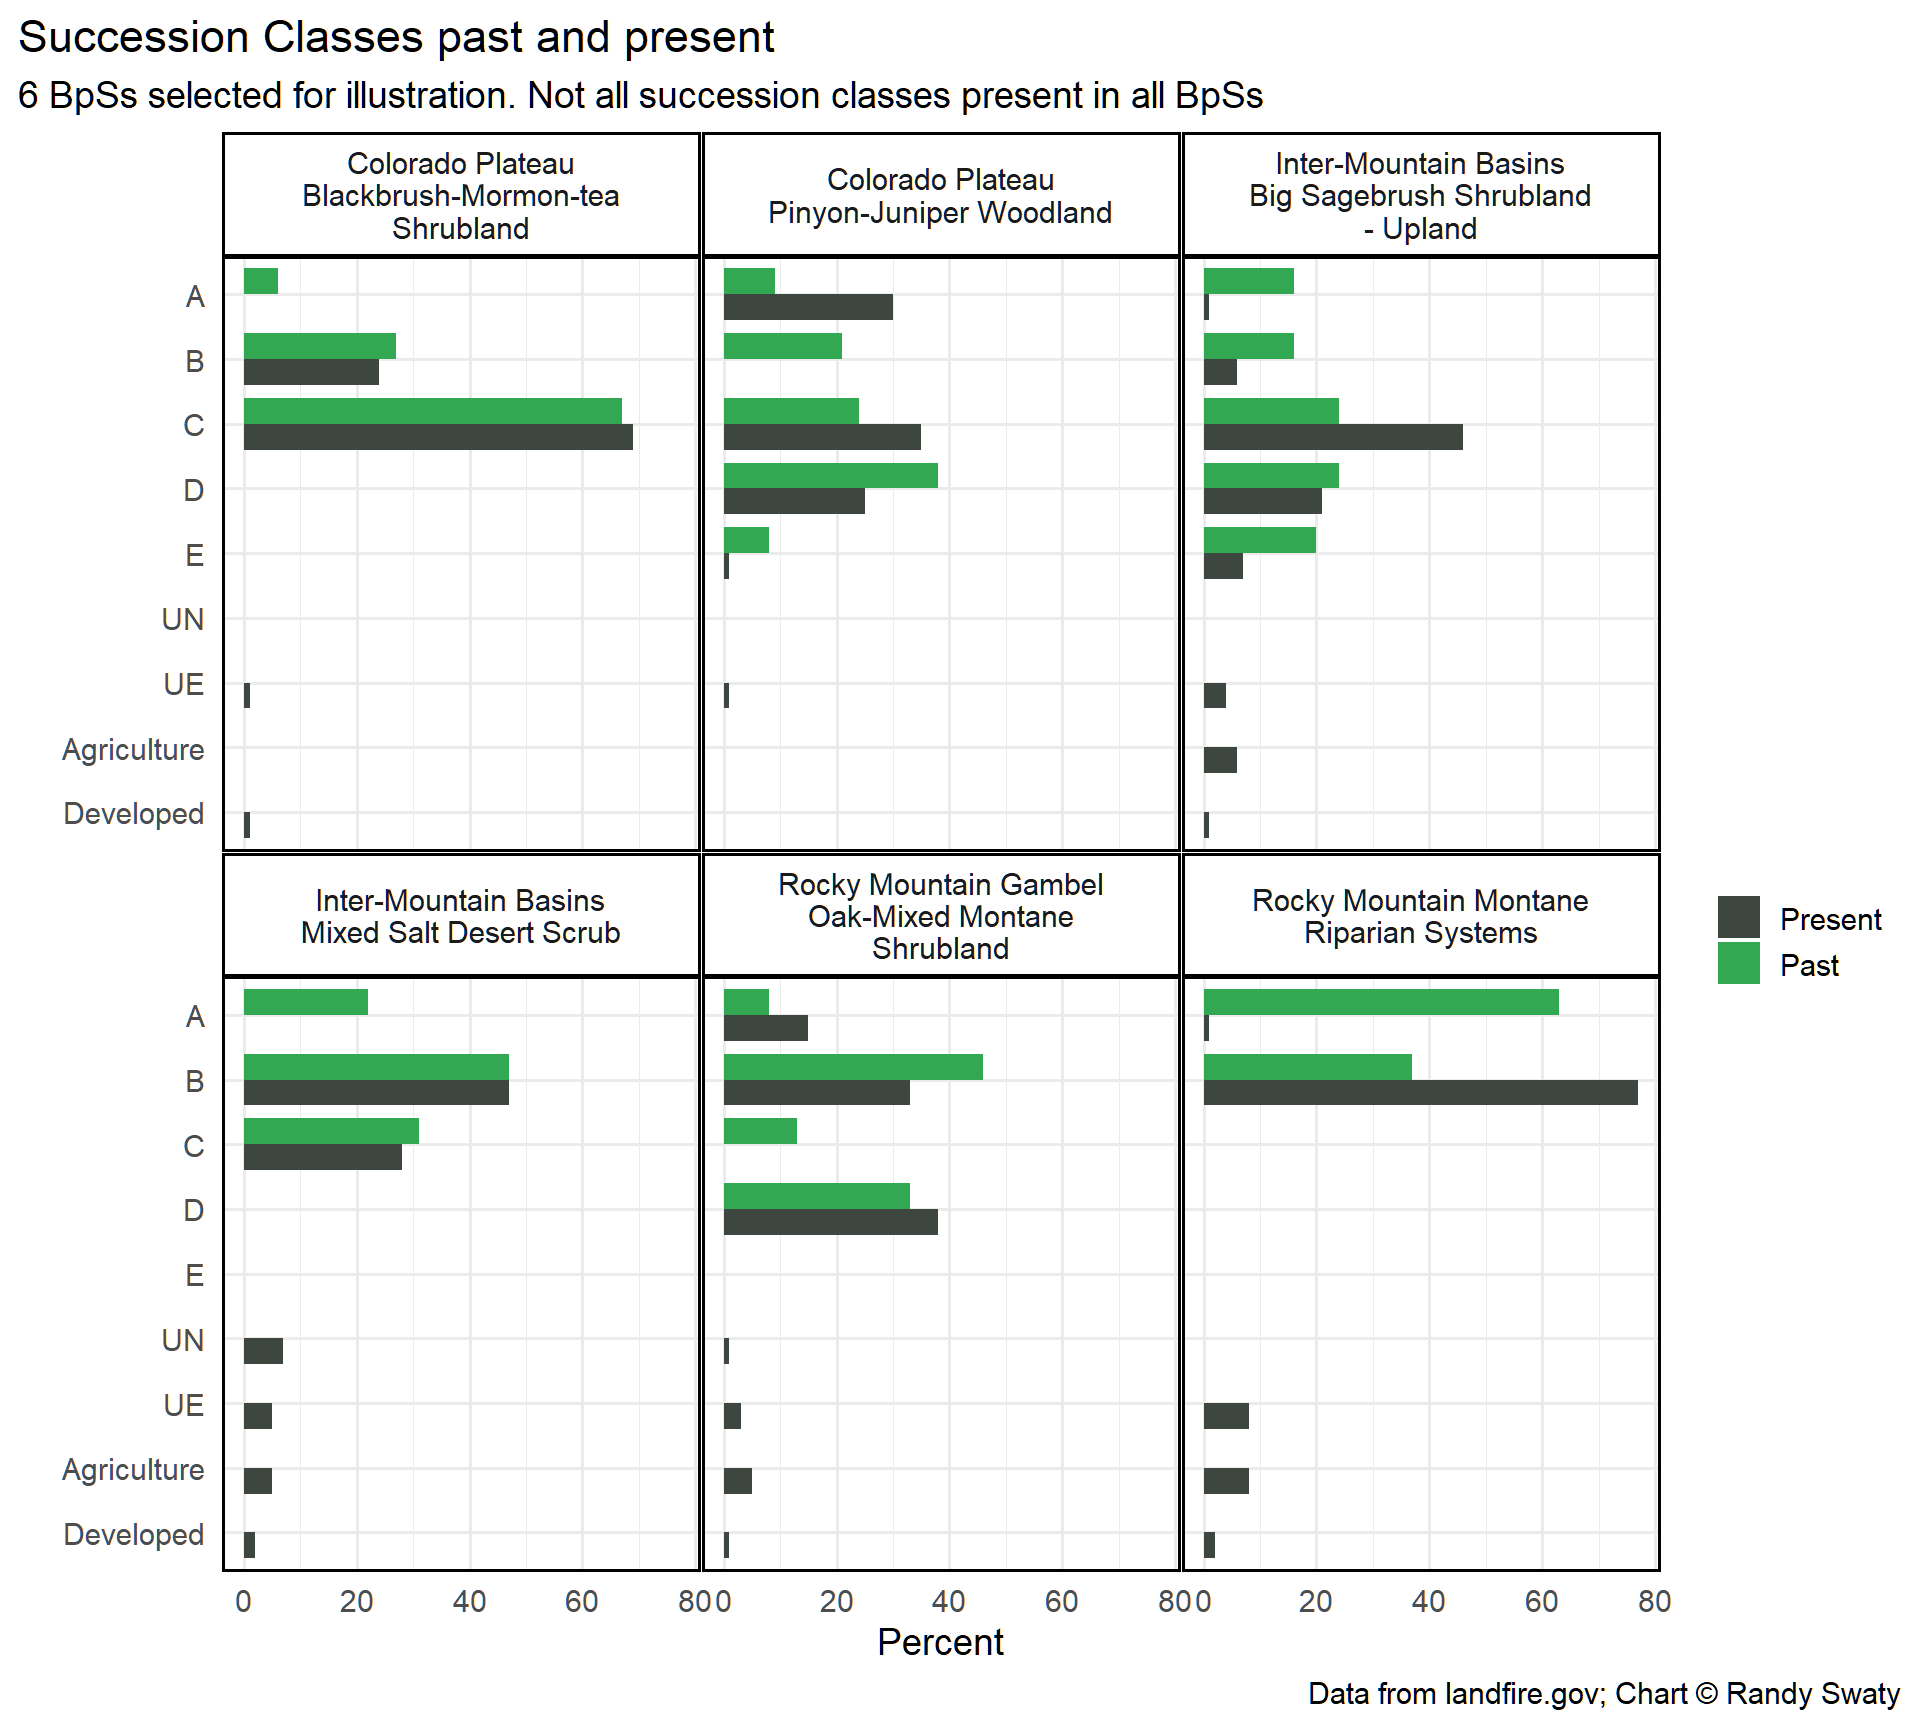 Succession Classes past and present
6 BpSs selected for illustration. Not all succession classes present in all BpSs
Colorado Plateau
Blackbrush-Mormon-tea
Shrubland
Colorado Plateau
Pinyon-Juniper Woodland
Inter-Mountain Basins
Big Sagebrush Shrubland
- Upland
A
B
C
D
E
UN
UE
Agriculture
Developed
Inter-Mountain Basins
Mixed Salt Desert Scrub
Rocky Mountain Gambel
Oak-Mixed Montane
Shrubland
Rocky Mountain Montane
Riparian Systems
A
B
C
D
E
UN
UE
Agriculture
Developed
0 20 40 60 80 0 20 40 60 80 0 20 40 60 80
Percent
Present
Past
Data from landfire.gov; Chart © Randy Swaty